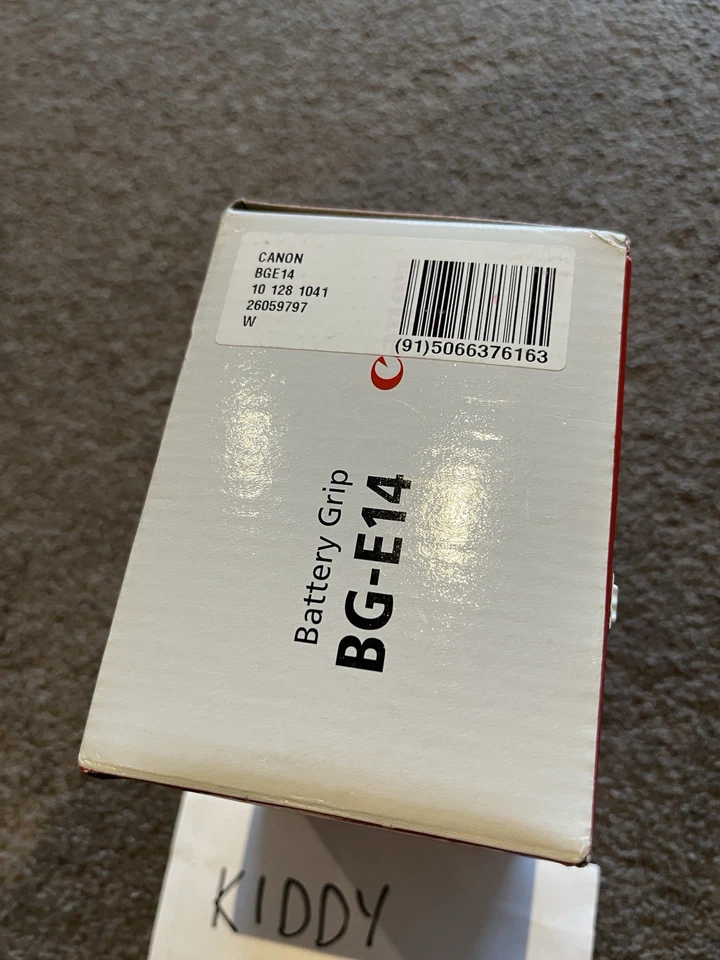 CANON
BGE14
10 128 1041
26059797
W
(91)5066376163
Battery Grip
BG-E14
KIDDY